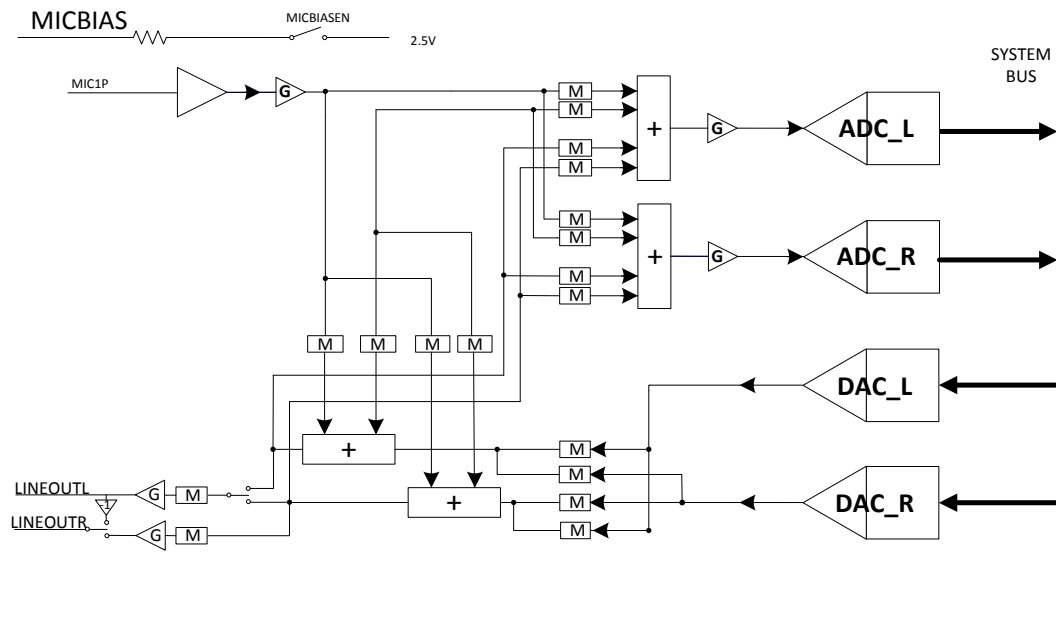 MICBIAS
MICBIASEN
2.5V
SYSTEM
BUS
MIC1P
G
M
M
M
M
+
G
ADC_L
M
M
M
M
+
G
ADC_R
M
M
M
M
DAC_L
+
M
M
LINEOUTL
G
M
+
M
DAC_R
-1
LINEOUTR
G
M
M